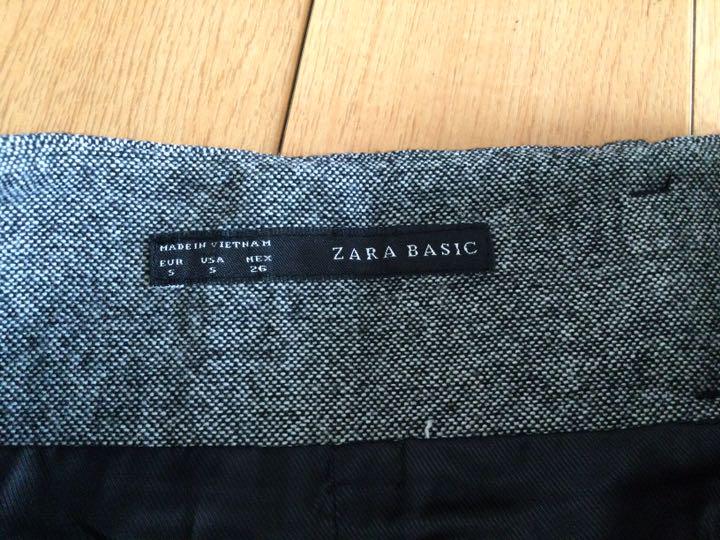 MADE IN VIETNAM
EUR USA MEX
S S 26
ZARA BASIC